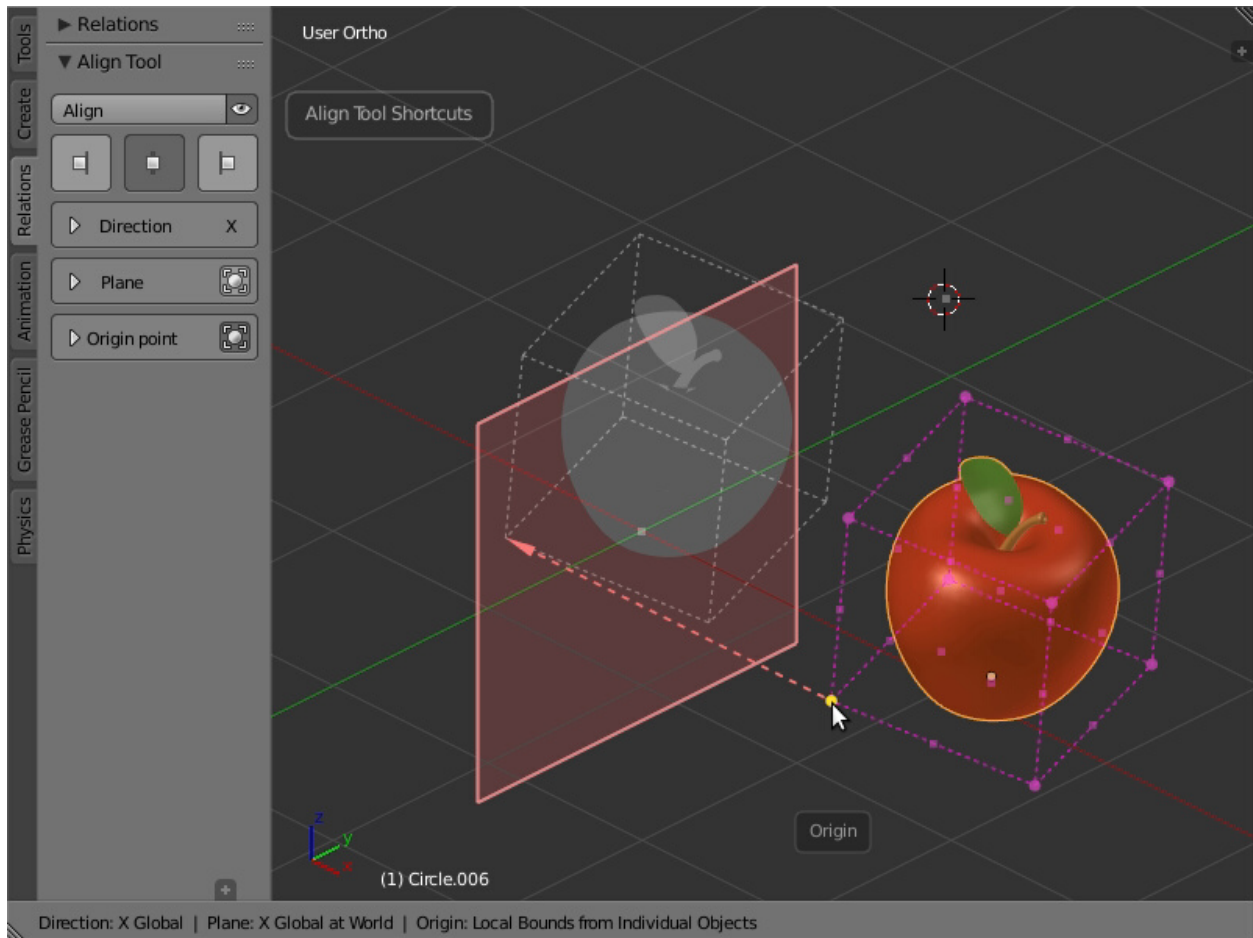 Tools
Create
Relations
Animation
Grease Pencil
Physics
Relations
Align Tool
Align
Direction X
Plane
Origin point
User Ortho
Align Tool Shortcuts
Origin
z
y
x
(1) Circle.006
Direction: X Global | Plane: X Global at World | Origin: Local Bounds from Individual Objects